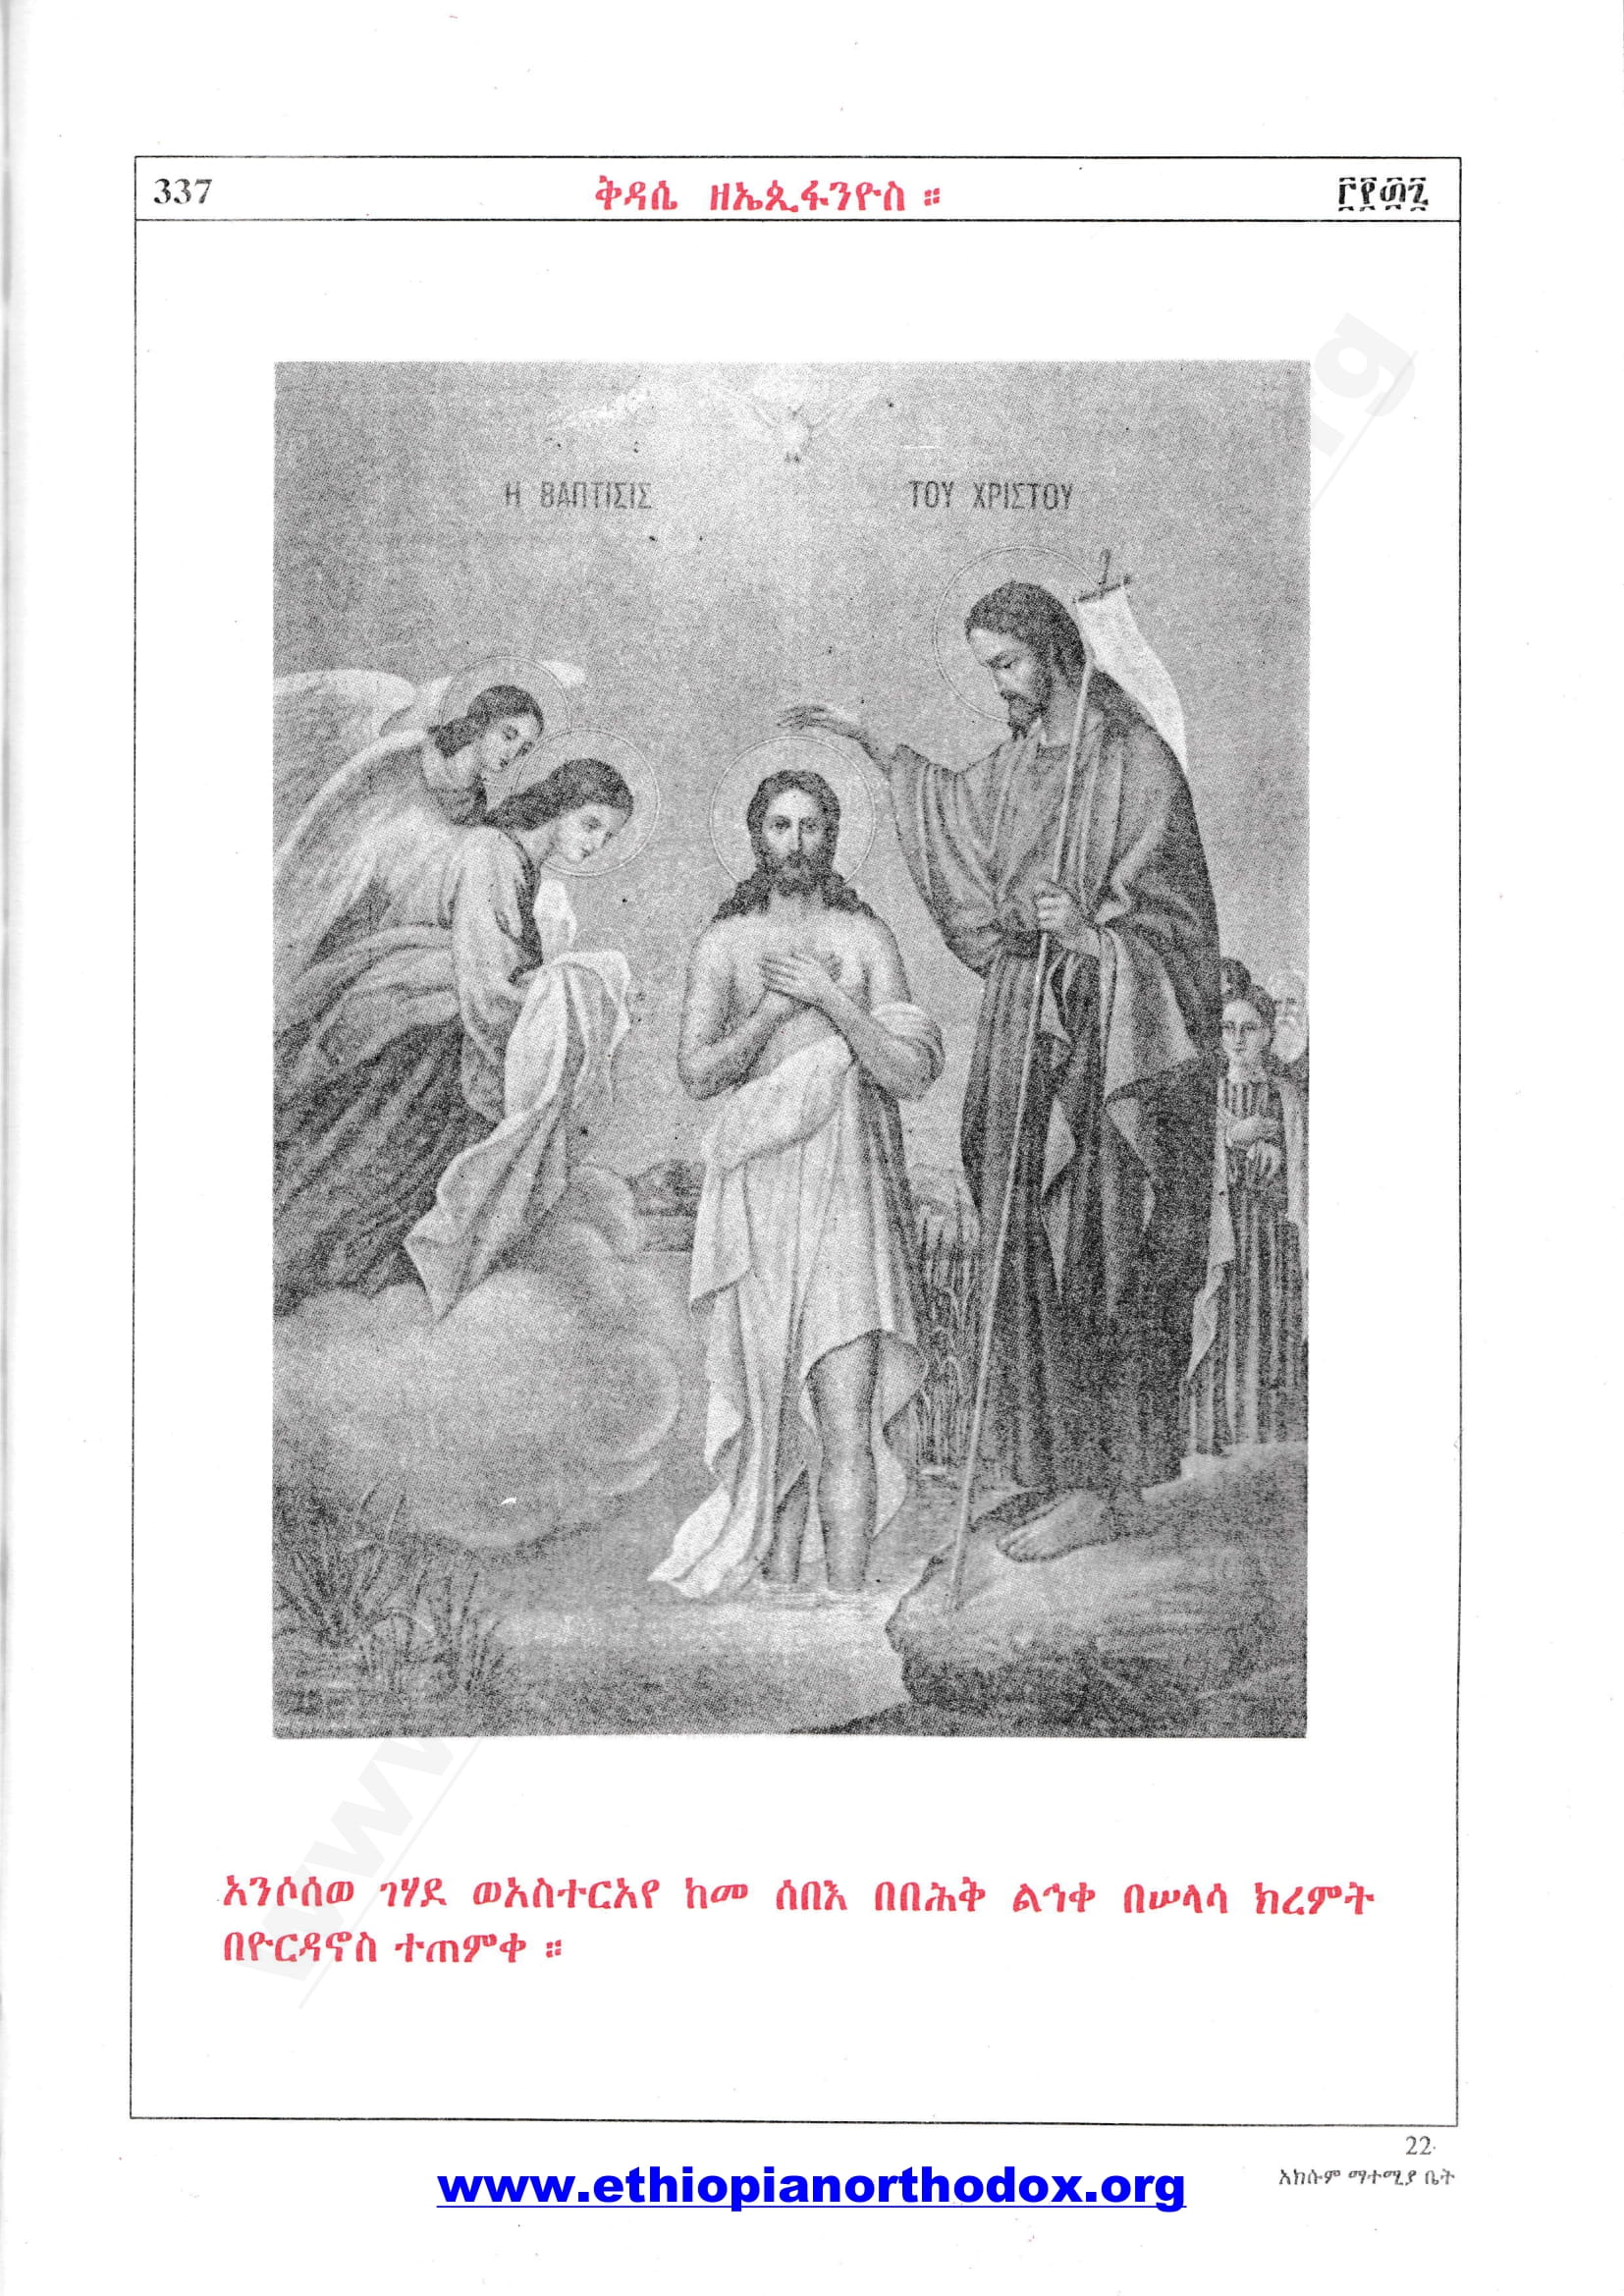 337 ቅዳሴ ዘኤጲፋንዮስ ። ፫፻፴፯
Η ΒΑΠΤΙΣΙΣ ΤΟΥ ΧΡΙΣΤΟΥ
አንሶሰወ ገሃደ ወአስተርአየ ከመ ሰብእ በበሕቅ ልኅቀ በሠላሳ ክረምት
በዮርዳኖስ ተጠምቀ ።
22
አክሱም ማተሚያ ቤት
www.ethiopianorthodox.org